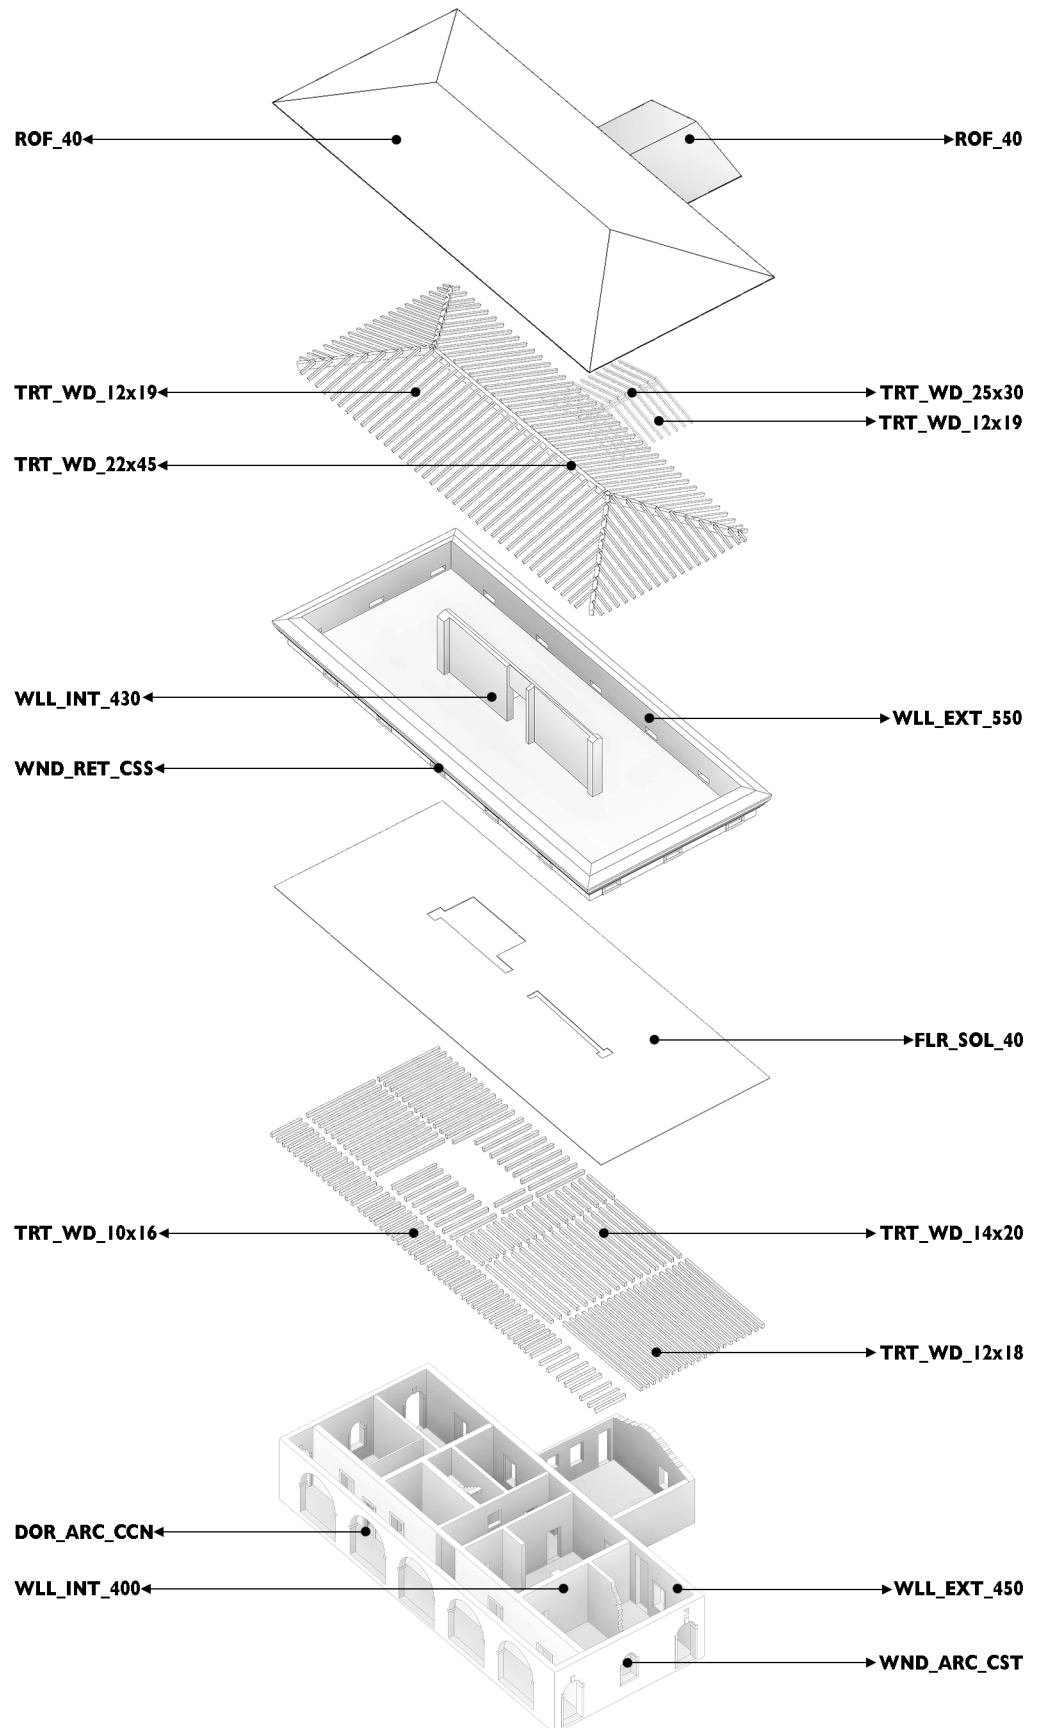 ROF_40
ROF_40
TRT_WD_12x19
TRT_WD_25x30
TRT_WD_12x19
TRT_WD_22x45
WLL_INT_430
WLL_EXT_550
WND_RET_CSS
FLR_SOL_40
TRT_WD_10x16
TRT_WD_14x20
TRT_WD_12x18
DOR_ARC_CCN
WLL_INT_400
WLL_EXT_450
WND_ARC_CST